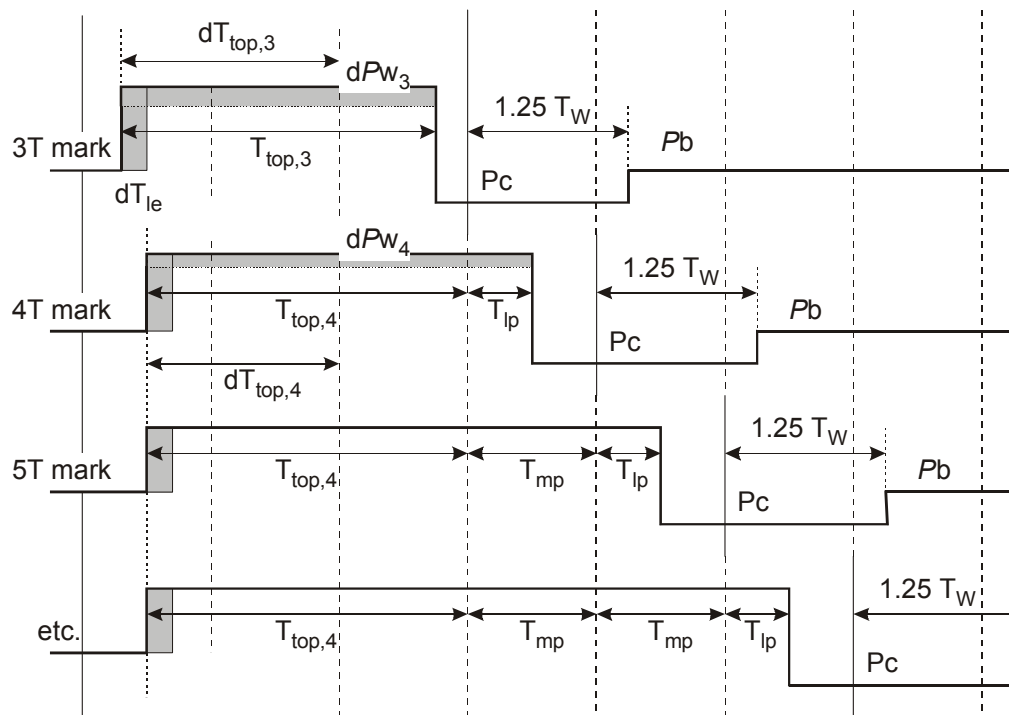 dT_top,3
dPw_3
1.25 T_W
3T mark
T_top,3
Pb
Pc
dT_le
dPw_4
1.25 T_W
4T mark
T_top,4
T_lp
Pb
Pc
dT_top,4
1.25 T_W
5T mark
T_top,4
T_mp
T_lp
Pb
Pc
1.25 T_W
etc.
T_top,4
T_mp
T_mp
T_lp
Pc